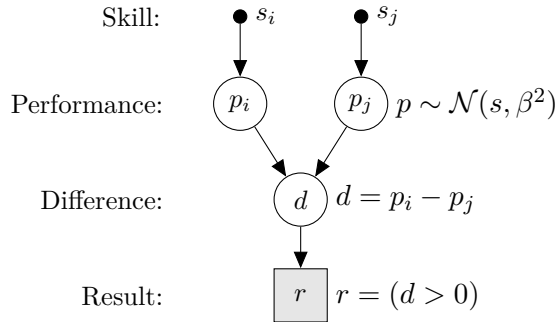 Skill: s_i s_j
Performance: p_i p_j p ∼ 𝒩(s, β²)
Difference: d d = p_i − p_j
Result: r r = (d > 0)